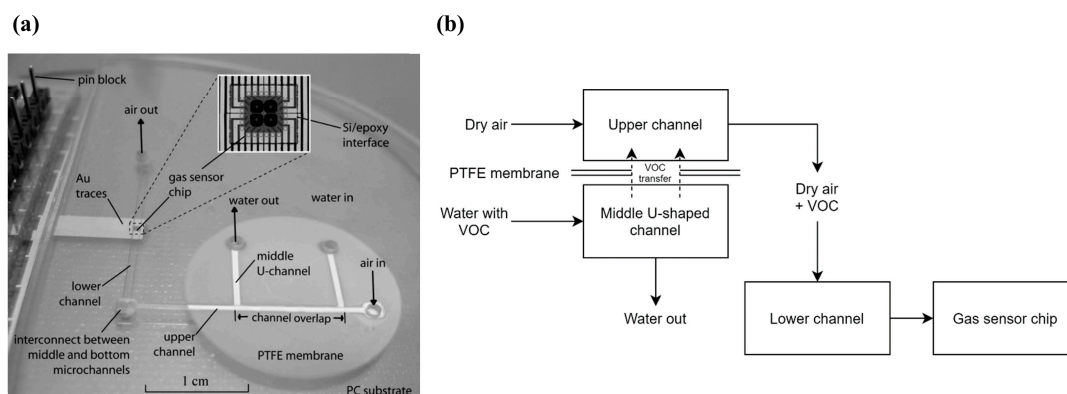 (a)
pin block
air out
Si/epoxy
interface
Au
traces
gas sensor
chip
water out
water in
middle
U-channel
air in
lower
channel
channel overlap
interconnect between
middle and bottom
microchannels
upper
channel
PTFE membrane
1 cm
PC substrate
(b)
Dry air
Upper channel
PTFE membrane
VOC
transfer
Water with
VOC
Middle U-shaped
channel
Dry air
+ VOC
Water out
Lower channel
Gas sensor chip